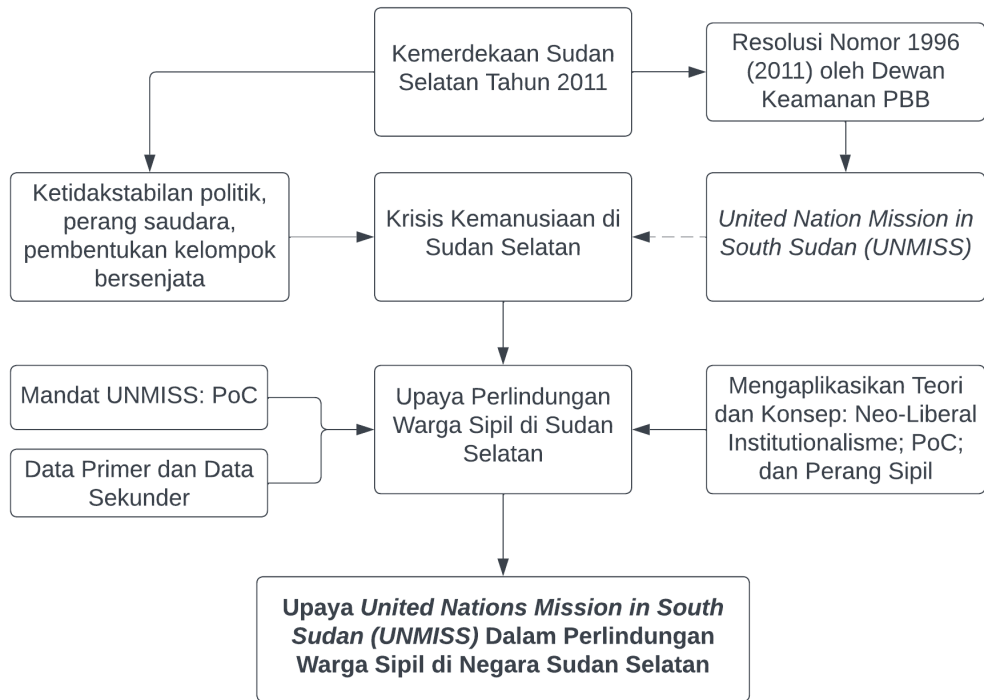 Kemerdekaan Sudan
Selatan Tahun 2011
Resolusi Nomor 1996
(2011) oleh Dewan
Keamanan PBB
Ketidakstabilan politik,
perang saudara,
pembentukan kelompok
bersenjata
Krisis Kemanusiaan di
Sudan Selatan
United Nation Mission in
South Sudan (UNMISS)
Mandat UNMISS: PoC
Data Primer dan Data
Sekunder
Upaya Perlindungan
Warga Sipil di Sudan
Selatan
Mengaplikasikan Teori
dan Konsep: Neo-Liberal
Institutionalisme; PoC;
dan Perang Sipil
Upaya United Nations Mission in South
Sudan (UNMISS) Dalam Perlindungan
Warga Sipil di Negara Sudan Selatan